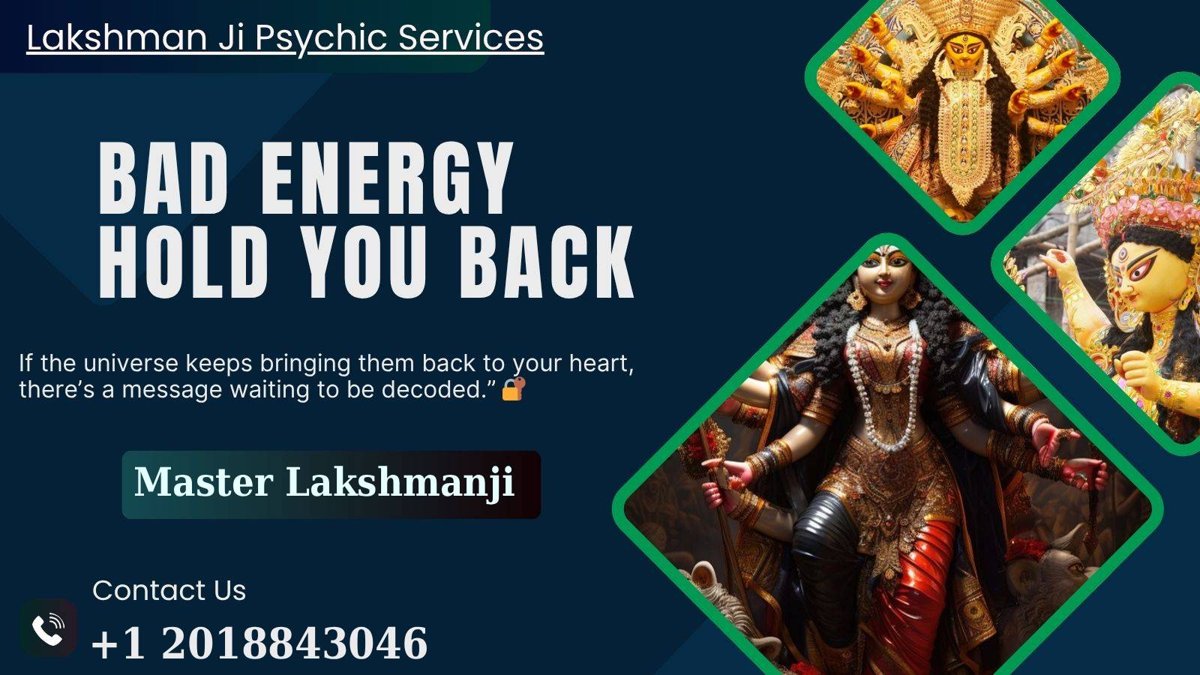 Lakshman Ji Psychic Services
BAD ENERGY
HOLD YOU BACK
If the universe keeps bringing them back to your heart,
there’s a message waiting to be decoded.” 🔐
Master Lakshmanji
Contact Us
+1 2018843046